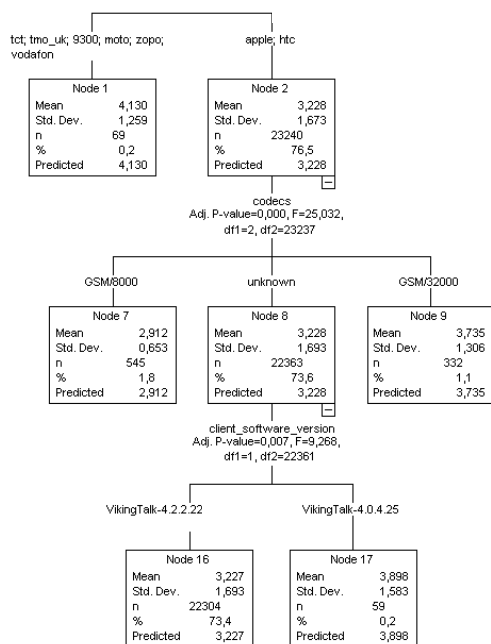 tct; tmo_uk; 9300; moto; zopo;
vodafon
apple; htc
Node 1
Mean 4,130
Std. Dev. 1,259
n 69
% 0,2
Predicted 4,130
Node 2
Mean 3,228
Std. Dev. 1,673
n 23240
% 76,5
Predicted 3,228
codecs
Adj. P-value=0,000, F=25,032,
df1=2, df2=23237
GSM/8000
unknown
GSM/32000
Node 7
Mean 2,912
Std. Dev. 0,653
n 545
% 1,8
Predicted 2,912
Node 8
Mean 3,228
Std. Dev. 1,693
n 22363
% 73,6
Predicted 3,228
Node 9
Mean 3,735
Std. Dev. 1,306
n 332
% 1,1
Predicted 3,735
client_software_version
Adj. P-value=0,007, F=9,268,
df1=1, df2=22361
VikingTalk-4.2.2.22
VikingTalk-4.0.4.25
Node 16
Mean 3,227
Std. Dev. 1,693
n 22304
% 73,4
Predicted 3,227
Node 17
Mean 3,898
Std. Dev. 1,583
n 59
% 0,2
Predicted 3,898